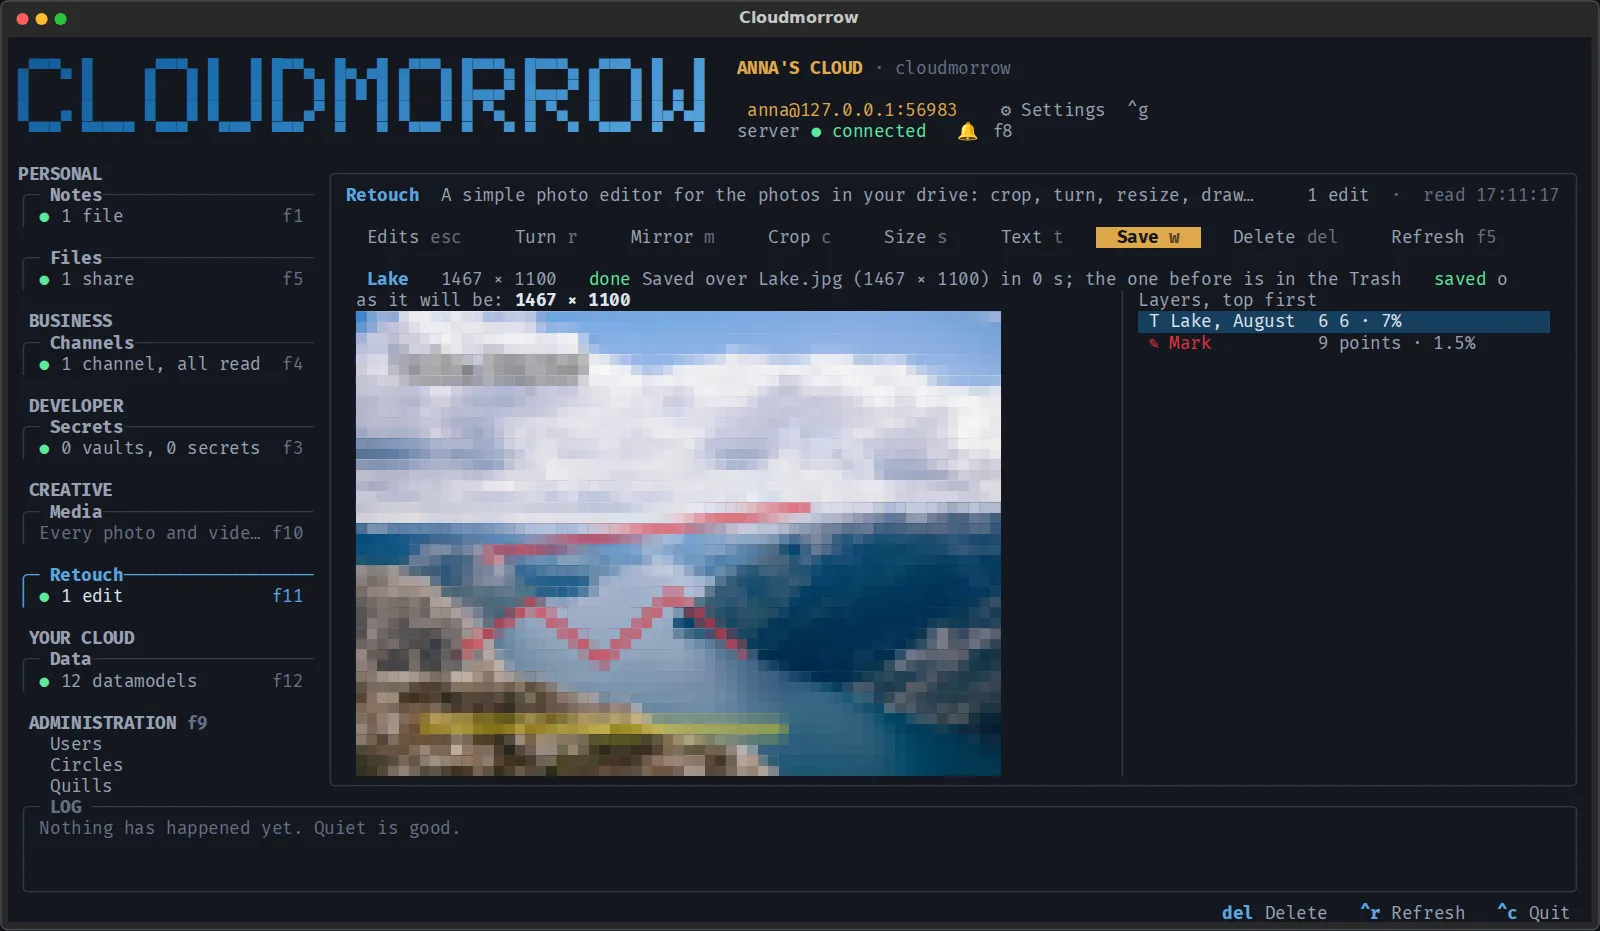 Cloudmorrow
CLOUDMORROW
ANNA'S CLOUD · cloudmorrow
anna@127.0.0.1:56983 ⚙ Settings ^g
server ● connected 🔔 f8
PERSONAL
Notes
● 1 file f1
Files
● 1 share f5
BUSINESS
Channels
● 1 channel, all read f4
DEVELOPER
Secrets
● 0 vaults, 0 secrets f3
CREATIVE
Media
Every photo and vide… f10
Retouch
● 1 edit f11
YOUR CLOUD
Data
● 12 datamodels f12
ADMINISTRATION f9
Users
Circles
Quills
Retouch A simple photo editor for the photos in your drive: crop, turn, resize, draw… 1 edit · read 17:11:17
Edits esc Turn r Mirror m Crop c Size s Text t Save w Delete del Refresh f5
Lake 1467 × 1100 done Saved over Lake.jpg (1467 × 1100) in 0 s; the one before is in the Trash saved o
as it will be: 1467 × 1100
Layers, top first
T Lake, August 6 6 · 7%
✎ Mark 9 points · 1.5%
LOG
Nothing has happened yet. Quiet is good.
del Delete ^r Refresh ^c Quit